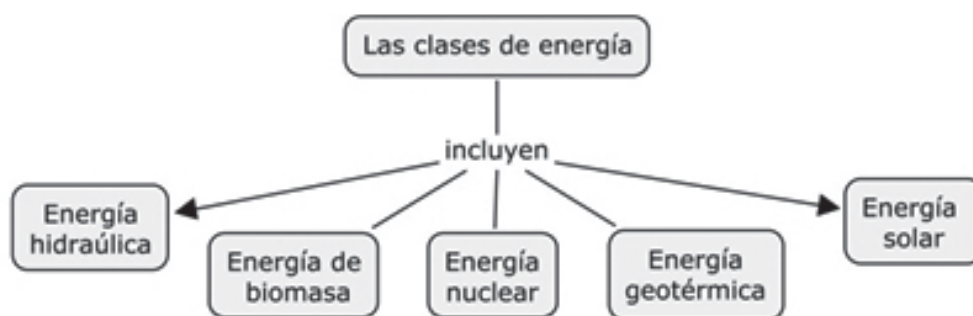 Las clases de energía
incluyen
Energía
hidraúlica
Energía de
biomasa
Energía
nuclear
Energía
geotérmica
Energía
solar